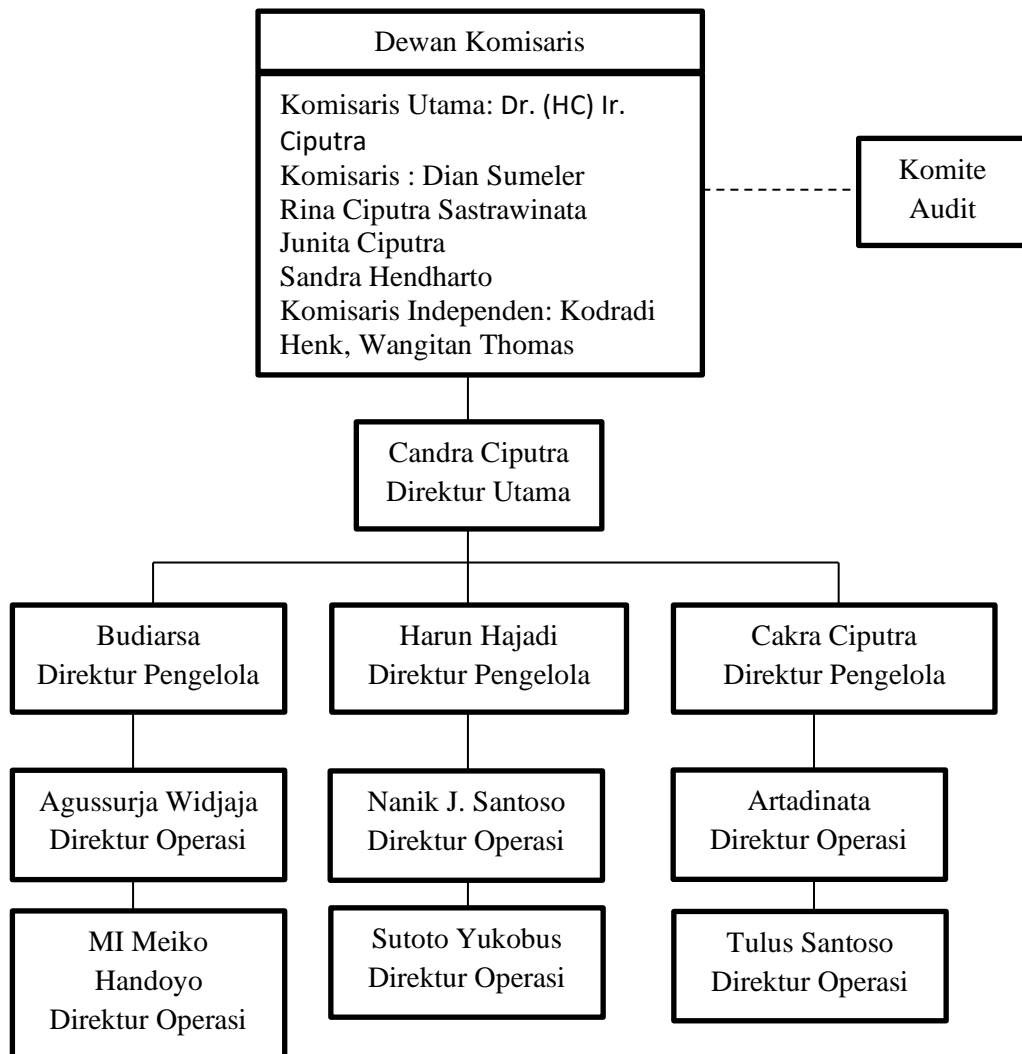 Dewan Komisaris
Komisaris Utama: Dr. (HC) Ir.
Ciputra
Komisaris : Dian Sumeler
Rina Ciputra Sastrawinata
Junita Ciputra
Sandra Hendharto
Komisaris Independen: Kodradi
Henk, Wangitan Thomas
Komite
Audit
Candra Ciputra
Direktur Utama
Budiarsa
Direktur Pengelola
Harun Hajadi
Direktur Pengelola
Cakra Ciputra
Direktur Pengelola
Agussurja Widjaja
Direktur Operasi
Nanik J. Santoso
Direktur Operasi
Artadinata
Direktur Operasi
MI Meiko
Handoyo
Direktur Operasi
Sutoto Yukobus
Direktur Operasi
Tulus Santoso
Direktur Operasi